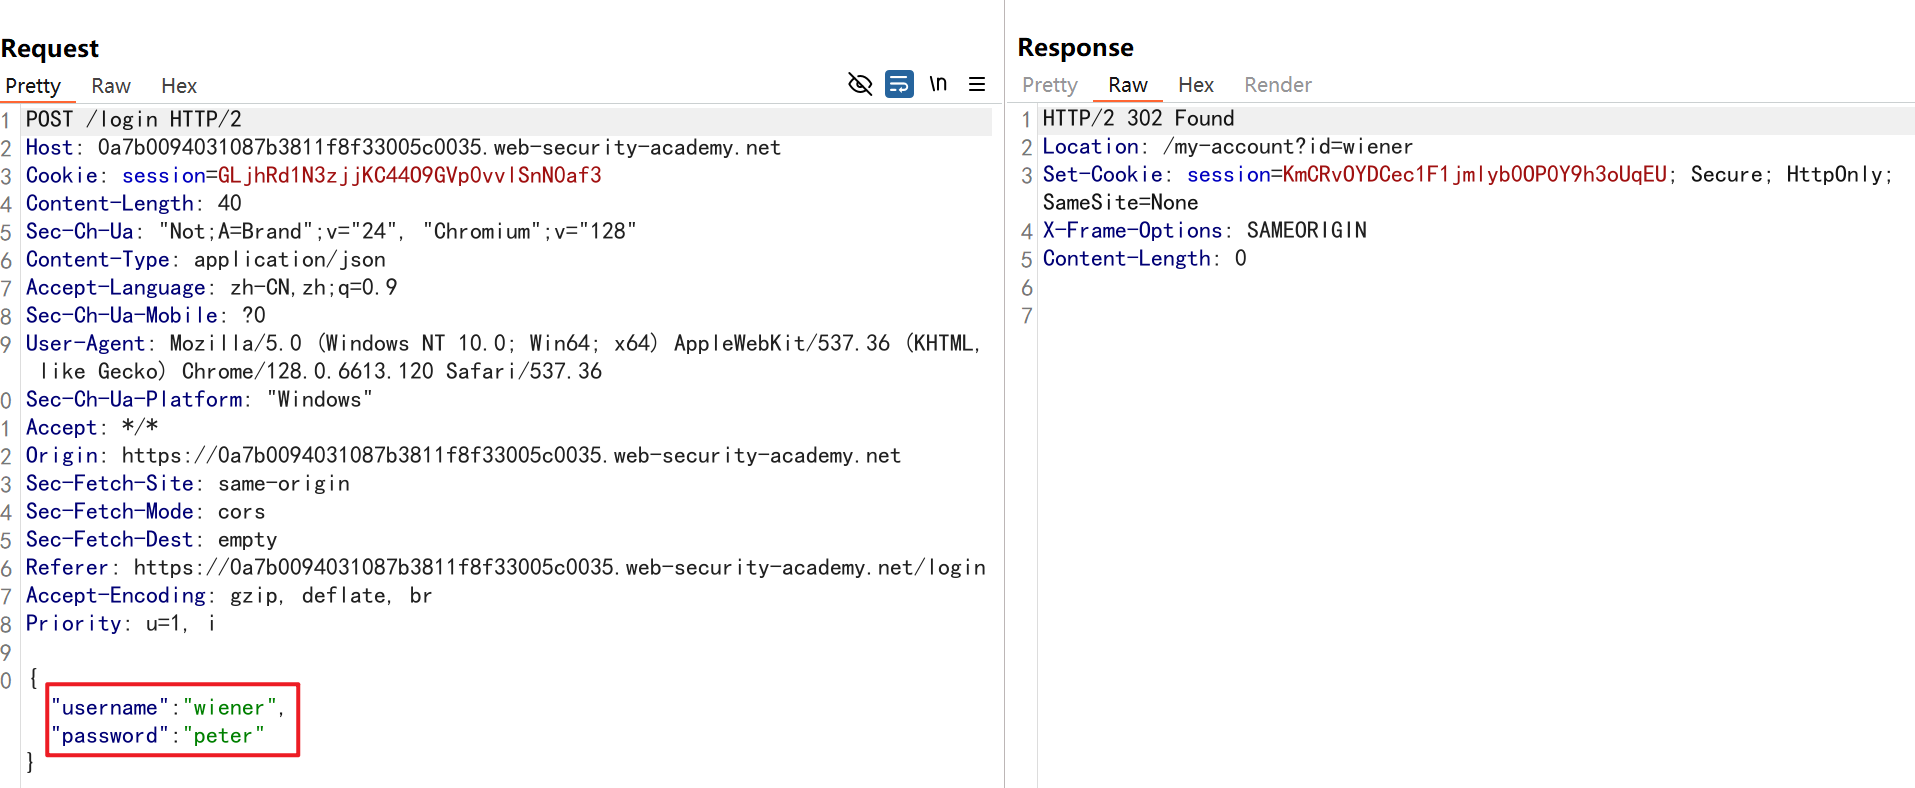 Request
Pretty Raw Hex
\n
1 POST /login HTTP/2
2 Host: 0a7b0094031087b3811f8f33005c0035.web-security-academy.net
3 Cookie: session=GLjhRd1N3zjjKC4409GVp0vvlSnN0af3
4 Content-Length: 40
5 Sec-Ch-Ua: "Not;A=Brand";v="24", "Chromium";v="128"
6 Content-Type: application/json
7 Accept-Language: zh-CN,zh;q=0.9
8 Sec-Ch-Ua-Mobile: ?0
9 User-Agent: Mozilla/5.0 (Windows NT 10.0; Win64; x64) AppleWebKit/537.36 (KHTML,
like Gecko) Chrome/128.0.6613.120 Safari/537.36
0 Sec-Ch-Ua-Platform: "Windows"
1 Accept: */*
2 Origin: https://0a7b0094031087b3811f8f33005c0035.web-security-academy.net
3 Sec-Fetch-Site: same-origin
4 Sec-Fetch-Mode: cors
5 Sec-Fetch-Dest: empty
6 Referer: https://0a7b0094031087b3811f8f33005c0035.web-security-academy.net/login
7 Accept-Encoding: gzip, deflate, br
8 Priority: u=1, i
9
0 {
"username":"wiener",
"password":"peter"
}
Response
Pretty Raw Hex Render
1 HTTP/2 302 Found
2 Location: /my-account?id=wiener
3 Set-Cookie: session=KmCRvOYDCec1F1jmlyb0OPOY9h3oUqEU; Secure; HttpOnly;
SameSite=None
4 X-Frame-Options: SAMEORIGIN
5 Content-Length: 0
6
7